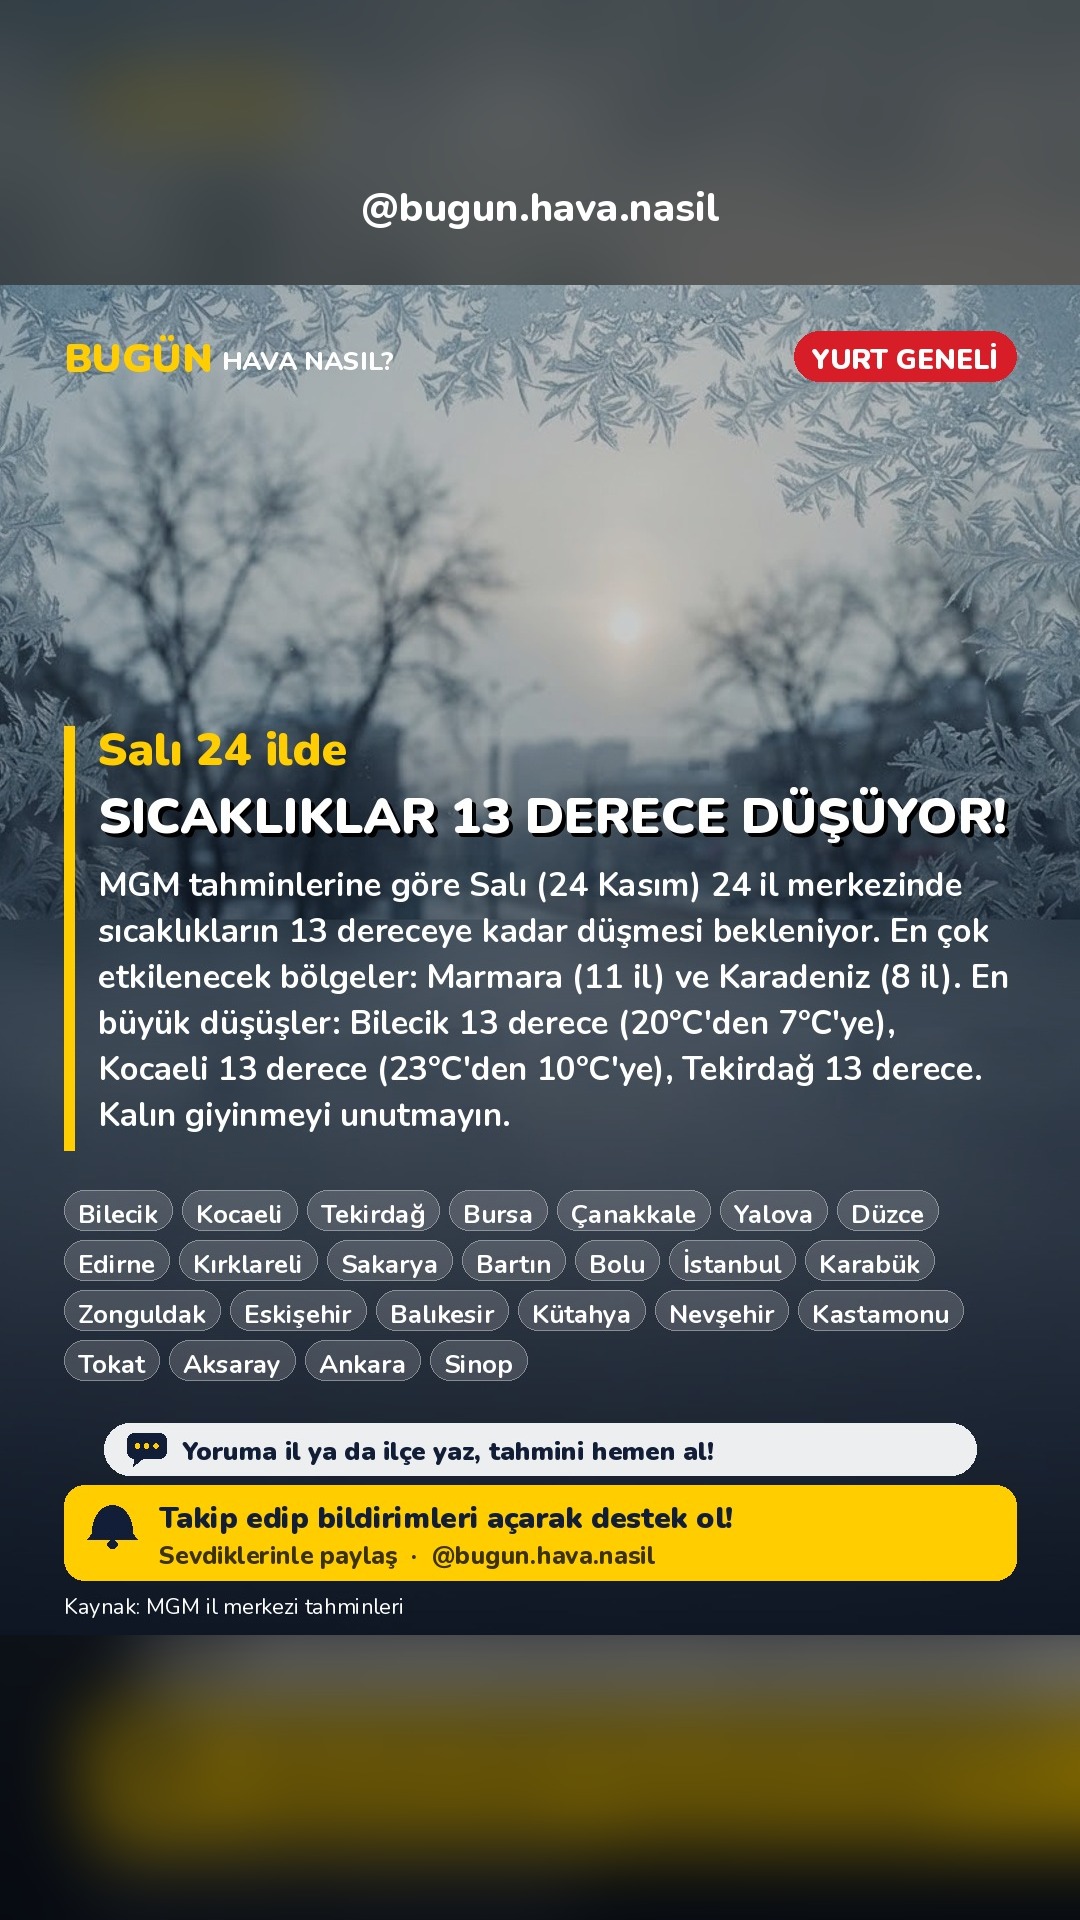 @bugun.hava.nasil
BUGÜN HAVA NASIL?
YURT GENELİ
Salı 24 ilde
SICAKLIKLAR 13 DERECE DÜŞÜYOR!
MGM tahminlerine göre Salı (24 Kasım) 24 il merkezinde
sıcaklıkların 13 dereceye kadar düşmesi bekleniyor. En çok
etkilenecek bölgeler: Marmara (11 il) ve Karadeniz (8 il). En
büyük düşüşler: Bilecik 13 derece (20°C'den 7°C'ye),
Kocaeli 13 derece (23°C'den 10°C'ye), Tekirdağ 13 derece.
Kalın giyinmeyi unutmayın.
Bilecik Kocaeli Tekirdağ Bursa Çanakkale Yalova Düzce
Edirne Kırklareli Sakarya Bartın Bolu İstanbul Karabük
Zonguldak Eskişehir Balıkesir Kütahya Nevşehir Kastamonu
Tokat Aksaray Ankara Sinop
Yoruma il ya da ilçe yaz, tahmini hemen al!
Takip edip bildirimleri açarak destek ol!
Sevdiklerinle paylaş · @bugun.hava.nasil
Kaynak: MGM il merkezi tahminleri